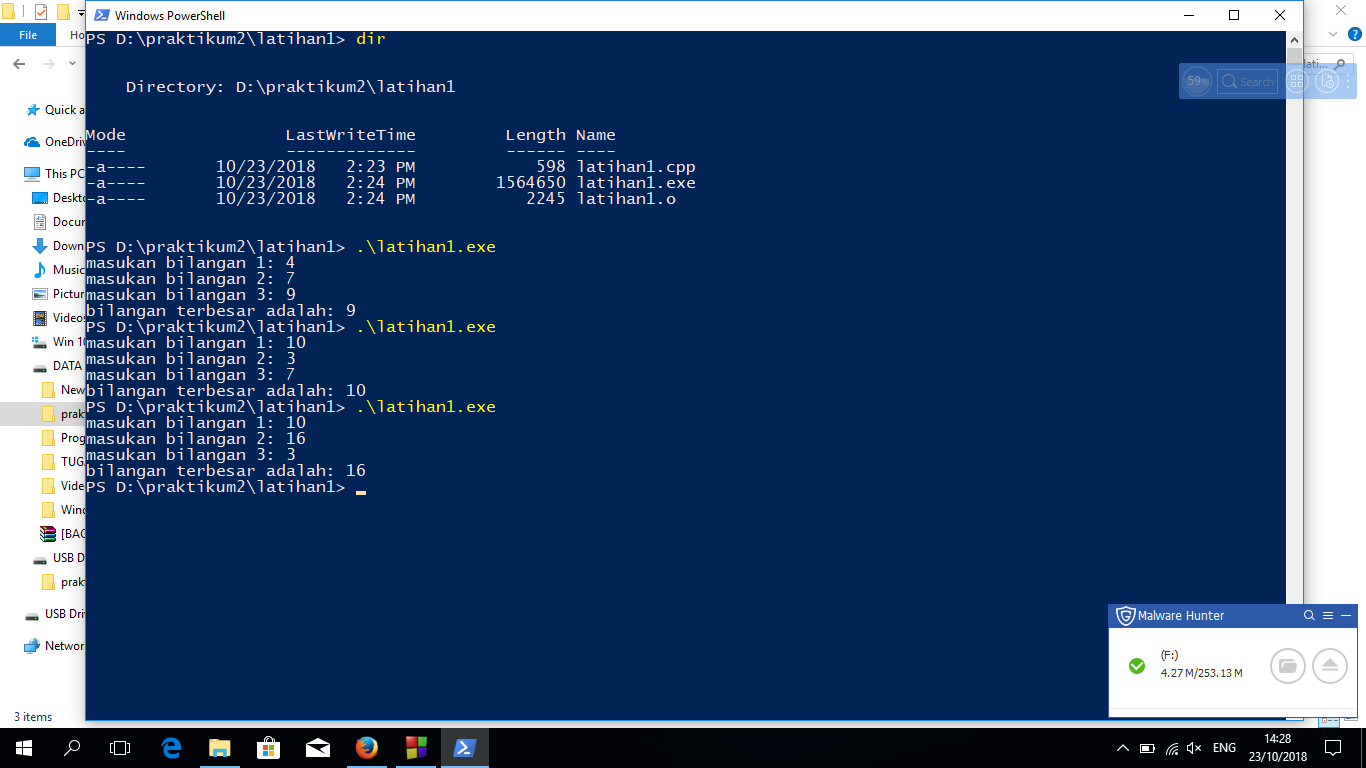 Windows PowerShell
File
Ho
PS D:\praktikum2\latihan1> dir
Directory: D:\praktikum2\latihan1
Mode LastWriteTime Length Name
---- ------------- ------ ----
-a---- 10/23/2018 2:23 PM 598 latihan1.cpp
-a---- 10/23/2018 2:24 PM 1564650 latihan1.exe
-a---- 10/23/2018 2:24 PM 2245 latihan1.o
PS D:\praktikum2\latihan1> .\latihan1.exe
masukan bilangan 1: 4
masukan bilangan 2: 7
masukan bilangan 3: 9
bilangan terbesar adalah: 9
PS D:\praktikum2\latihan1> .\latihan1.exe
masukan bilangan 1: 10
masukan bilangan 2: 3
masukan bilangan 3: 7
bilangan terbesar adalah: 10
PS D:\praktikum2\latihan1> .\latihan1.exe
masukan bilangan 1: 10
masukan bilangan 2: 16
masukan bilangan 3: 3
bilangan terbesar adalah: 16
PS D:\praktikum2\latihan1>
Quick a
OneDriv
This PC
Deskt
Docur
Down
Music
Pictur
Videos
Win 10
DATA
New
prak
Prog
TUG
Vide
Wind
[BAG
USB D
prak
USB Dri
Networ
3 items
lati...
59%
Search
Malware Hunter
(F:)
4.27 M/253.13 M
ENG
14:28
23/10/2018